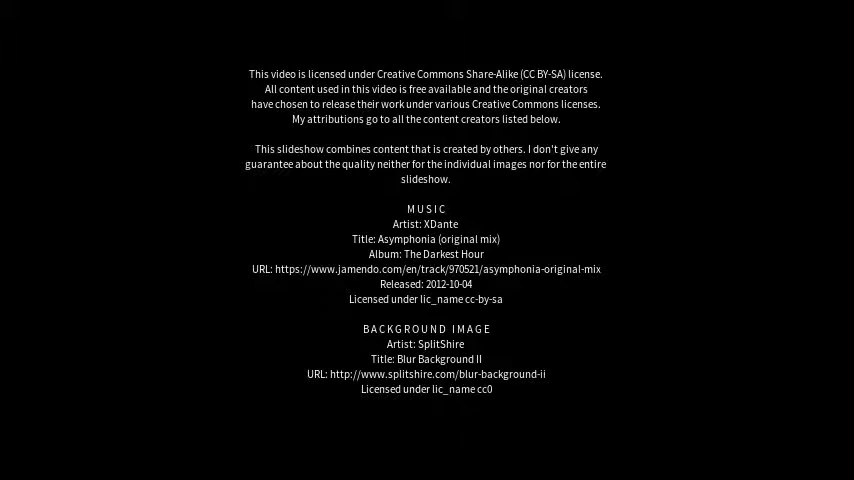 This video is licensed under Creative Commons Share-Alike (CC BY-SA) license.
All content used in this video is free available and the original creators
have chosen to release their work under various Creative Commons licenses.
My attributions go to all the content creators listed below.
This slideshow combines content that is created by others. I don't give any
guarantee about the quality neither for the individual images nor for the entire
slideshow.
MUSIC
Artist: XDante
Title: Asymphonia (original mix)
Album: The Darkest Hour
URL: https://www.jamendo.com/en/track/970521/asymphonia-original-mix
Released: 2012-10-04
Licensed under lic_name cc-by-sa
BACKGROUND IMAGE
Artist: SplitShire
Title: Blur Background II
URL: http://www.splitshire.com/blur-background-ii
Licensed under lic_name cc0